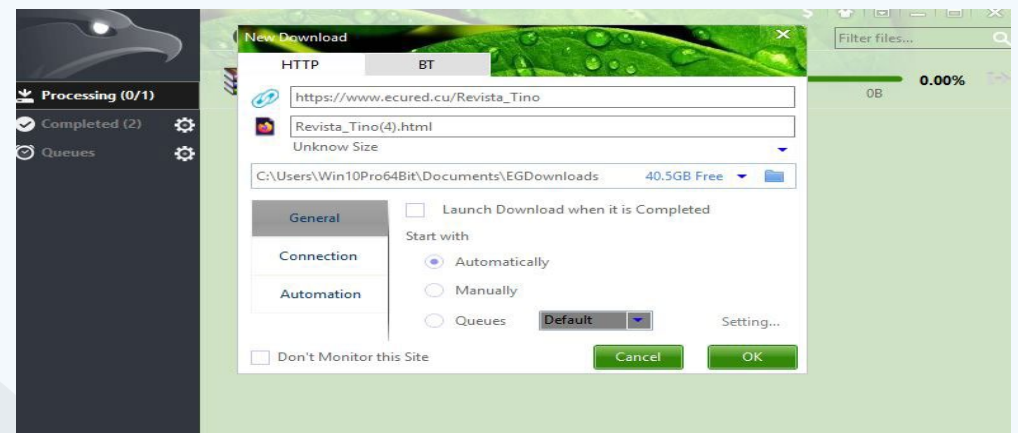 New Download
Filter files...
HTTP BT
0.00%
0B
Processing (0/1)
https://www.ecured.cu/Revista_Tino
Completed (2)
Revista_Tino(4).html
Queues
Unknow Size
C:\Users\Win10Pro64Bit\Documents\EGDownloads 40.5GB Free
Launch Download when it is Completed
General
Start with
Connection
Automatically
Automation
Manually
Queues Default Setting...
Don't Monitor this Site
Cancel OK